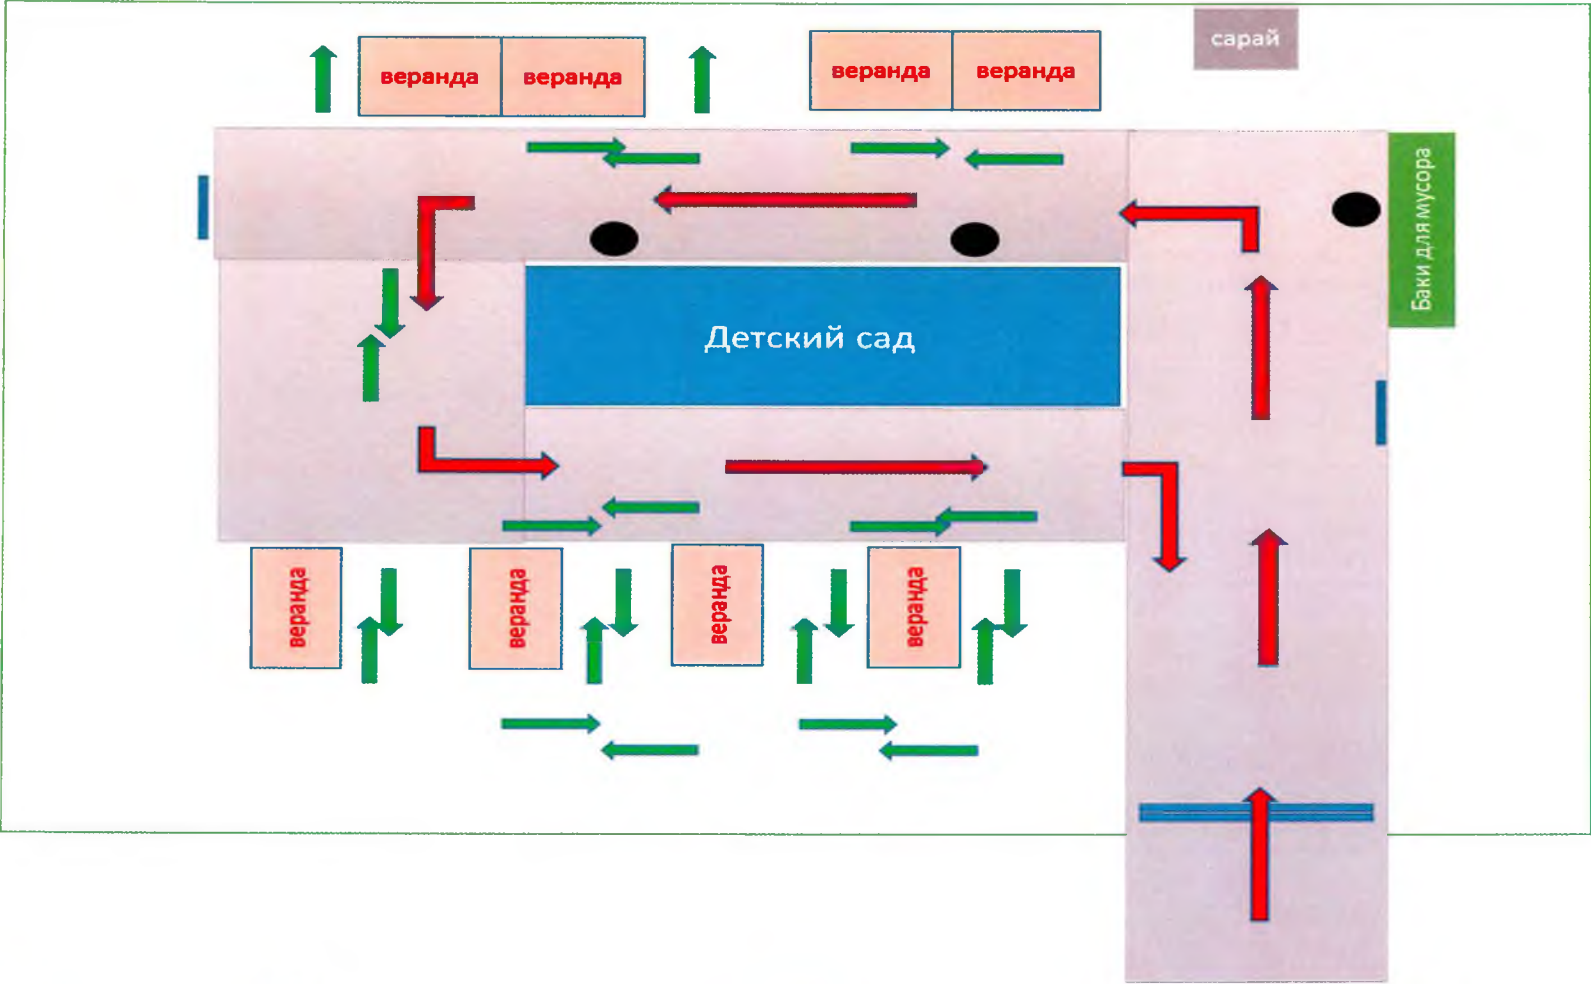 сарай
веранда
веранда
веранда
веранда
Баки для мусора
Детский сад
веранда
веранда
веранда
веранда